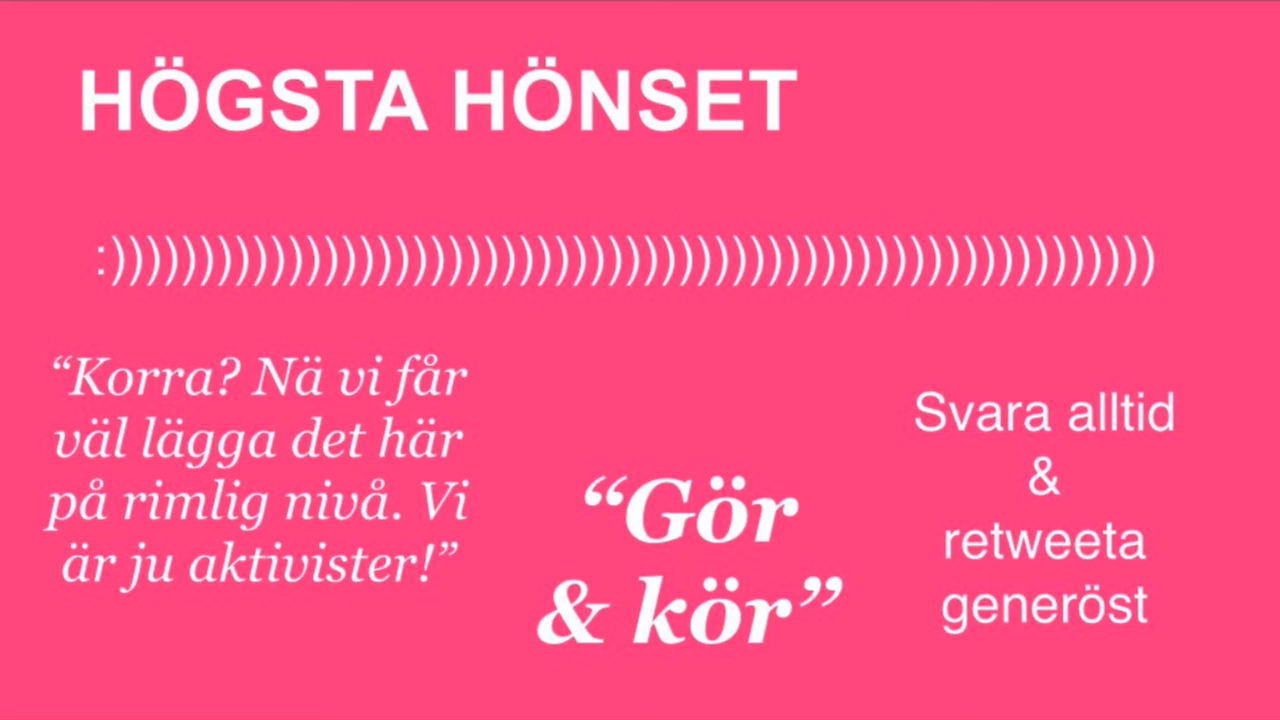 HÖGSTA HÖNSET
:)))))))))))))))))))))))))))))))))))))))))))))))))))))))))))
“Korra? Nä vi får
väl lägga det här
på rimlig nivå. Vi
är ju aktivister!”
“Gör
& kör”
Svara alltid
&
retweeta
generöst